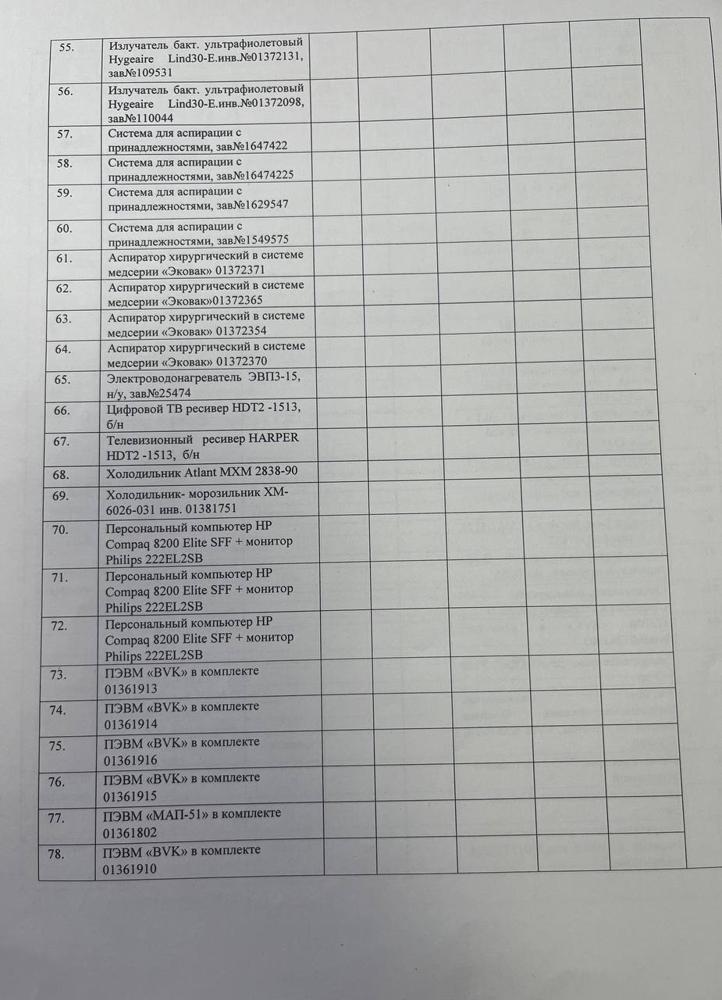 55.
Излучатель бакт. ультрафиолетовый
Hygeaire Lind30-E.инв.№01372131,
зав№109531
56.
Излучатель бакт. ультрафиолетовый
Hygeaire Lind30-E.инв.№01372098,
зав№110044
57.
Система для аспирации с
принадлежностями, зав№1647422
58.
Система для аспирации с
принадлежностями, зав№16474225
59.
Система для аспирации с
принадлежностями, зав№1629547
60.
Система для аспирации с
принадлежностями, зав№1549575
61.
Аспиратор хирургический в системе
медсерии «Эковак» 01372371
62.
Аспиратор хирургический в системе
медсерии «Эковак»01372365
63.
Аспиратор хирургический в системе
медсерии «Эковак» 01372354
64.
Аспиратор хирургический в системе
медсерии «Эковак» 01372370
65.
Электроводонагреватель ЭВПЗ-15,
н/у, зав№25474
66.
Цифровой ТВ ресивер HDT2 -1513,
б/н
67.
Телевизионный ресивер HARPER
HDT2 -1513, б/н
68.
Холодильник Atlant МХМ 2838-90
69.
Холодильник- морозильник ХМ-
6026-031 инв. 01381751
70.
Персональный компьютер HP
Compaq 8200 Elite SFF + монитор
Philips 222EL2SB
71.
Персональный компьютер HP
Compaq 8200 Elite SFF + монитор
Philips 222EL2SB
72.
Персональный компьютер HP
Compaq 8200 Elite SFF + монитор
Philips 222EL2SB
73.
ПЭВМ «BVK» в комплекте
01361913
74.
ПЭВМ «BVK» в комплекте
01361914
75.
ПЭВМ «BVK» в комплекте
01361916
76.
ПЭВМ «BVK» в комплекте
01361915
77.
ПЭВМ «МАП-51» в комплекте
01361802
78.
ПЭВМ «BVK» в комплекте
01361910